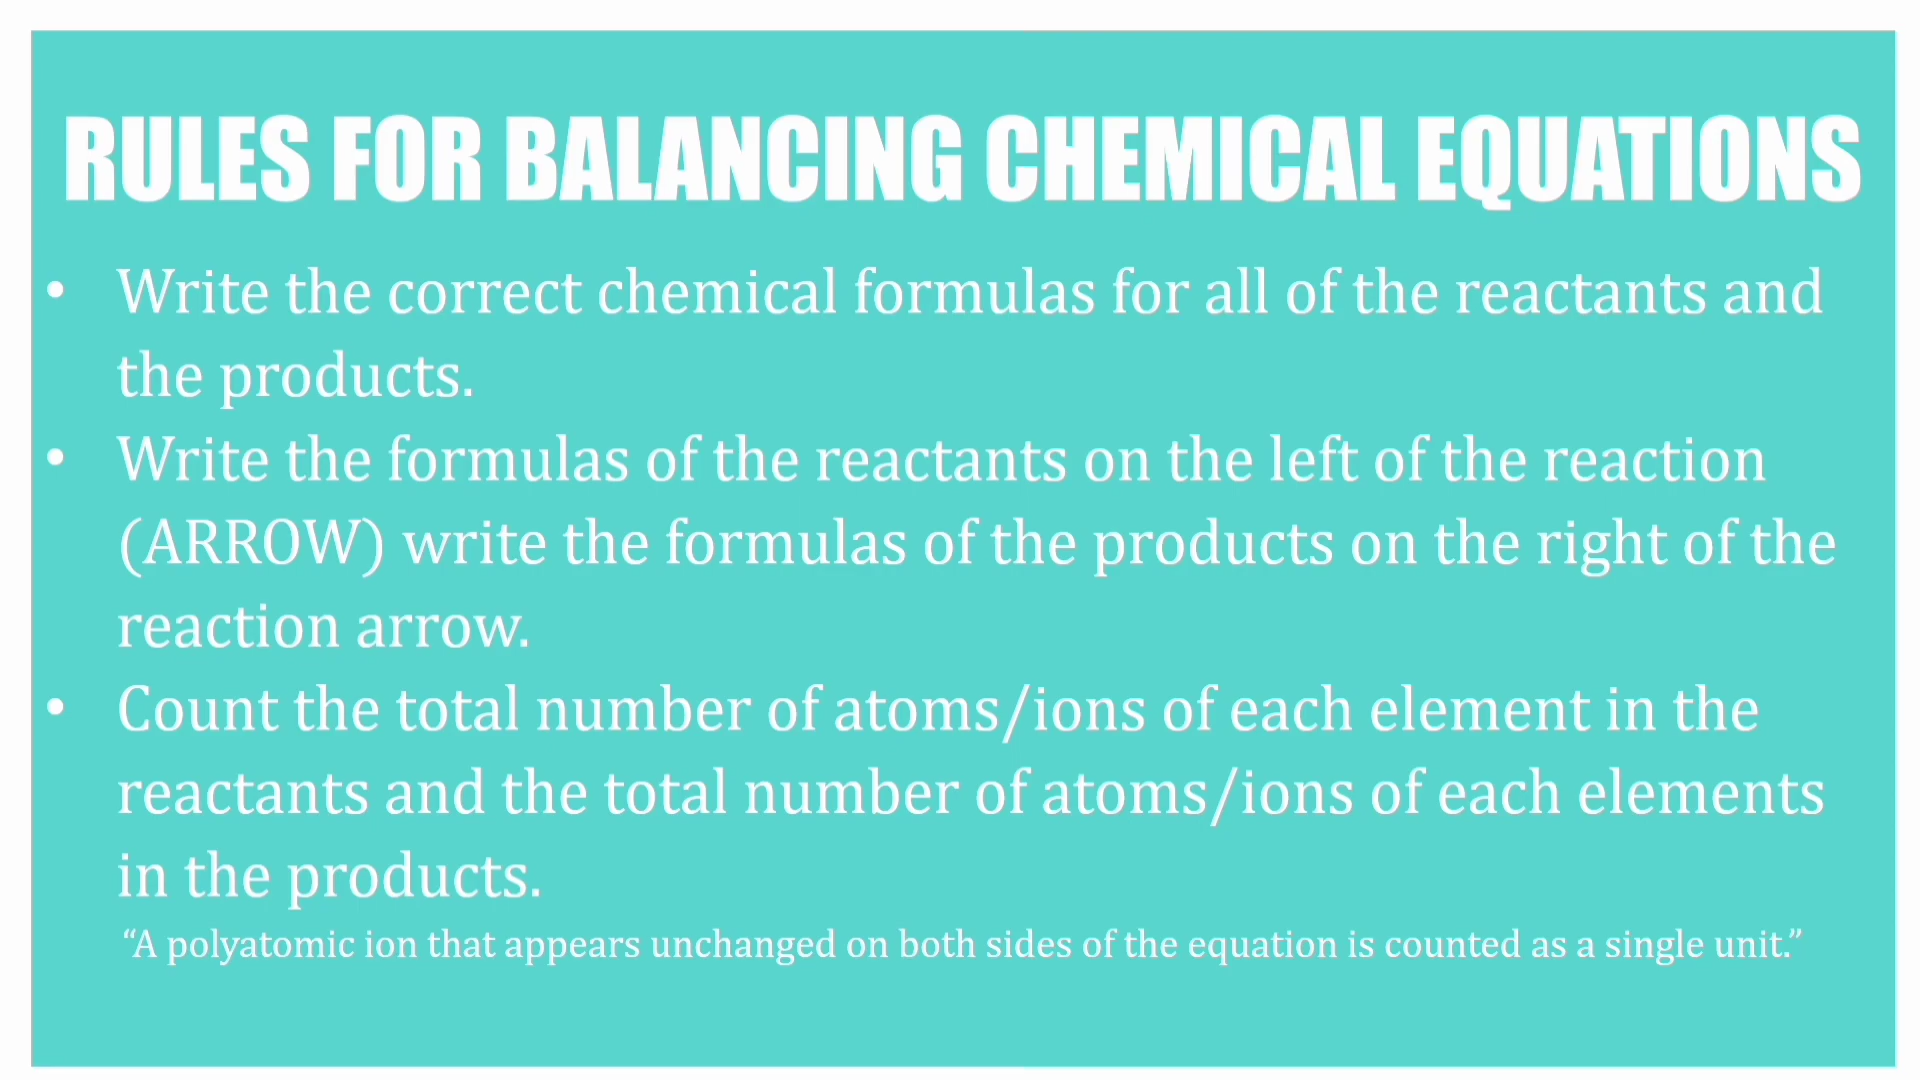 RULES FOR BALANCING CHEMICAL EQUATIONS
• Write the correct chemical formulas for all of the reactants and
the products.
• Write the formulas of the reactants on the left of the reaction
(ARROW) write the formulas of the products on the right of the
reaction arrow.
• Count the total number of atoms/ions of each element in the
reactants and the total number of atoms/ions of each elements
in the products.
“A polyatomic ion that appears unchanged on both sides of the equation is counted as a single unit.”